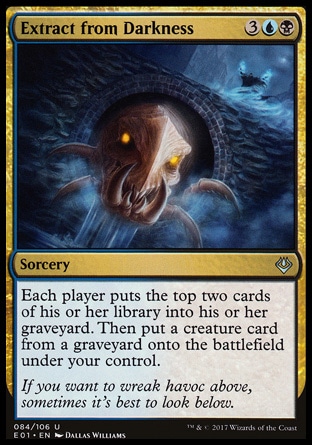 Extract from Darkness 3
Sorcery
Each player puts the top two cards
of his or her library into his or her
graveyard. Then put a creature card
from a graveyard onto the battlefield
under your control.
If you want to wreak havoc above,
sometimes it's best to look below.
084/106 U
E01 • EN Dallas Williams
™ & © 2017 Wizards of the Coast